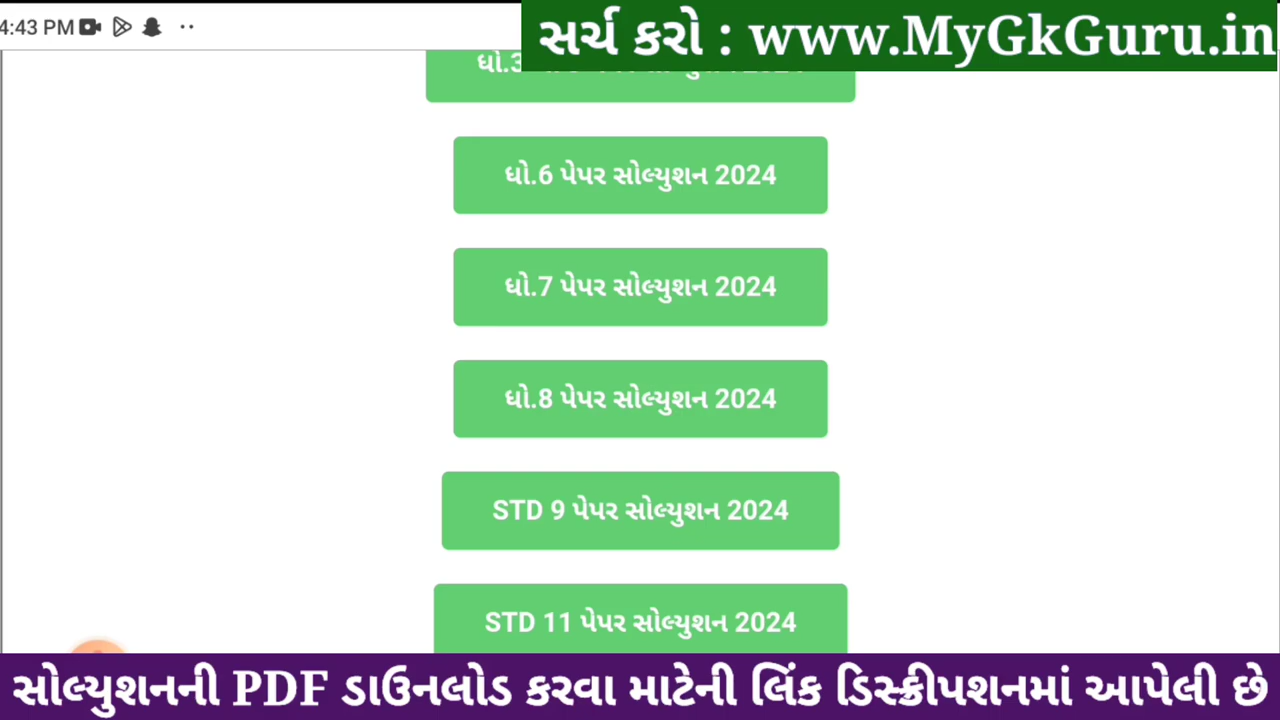 4:43 PM
સર્ચ કરો : www.MyGkGuru.in
ધો.3
ધો.6 પેપર સોલ્યુશન 2024
ધો.7 પેપર સોલ્યુશન 2024
ધો.8 પેપર સોલ્યુશન 2024
STD 9 પેપર સોલ્યુશન 2024
STD 11 પેપર સોલ્યુશન 2024
સોલ્યુશનની PDF ડાઉનલોડ કરવા માટેની લિંક ડિસ્ક્રીપશનમાં આપેલી છે